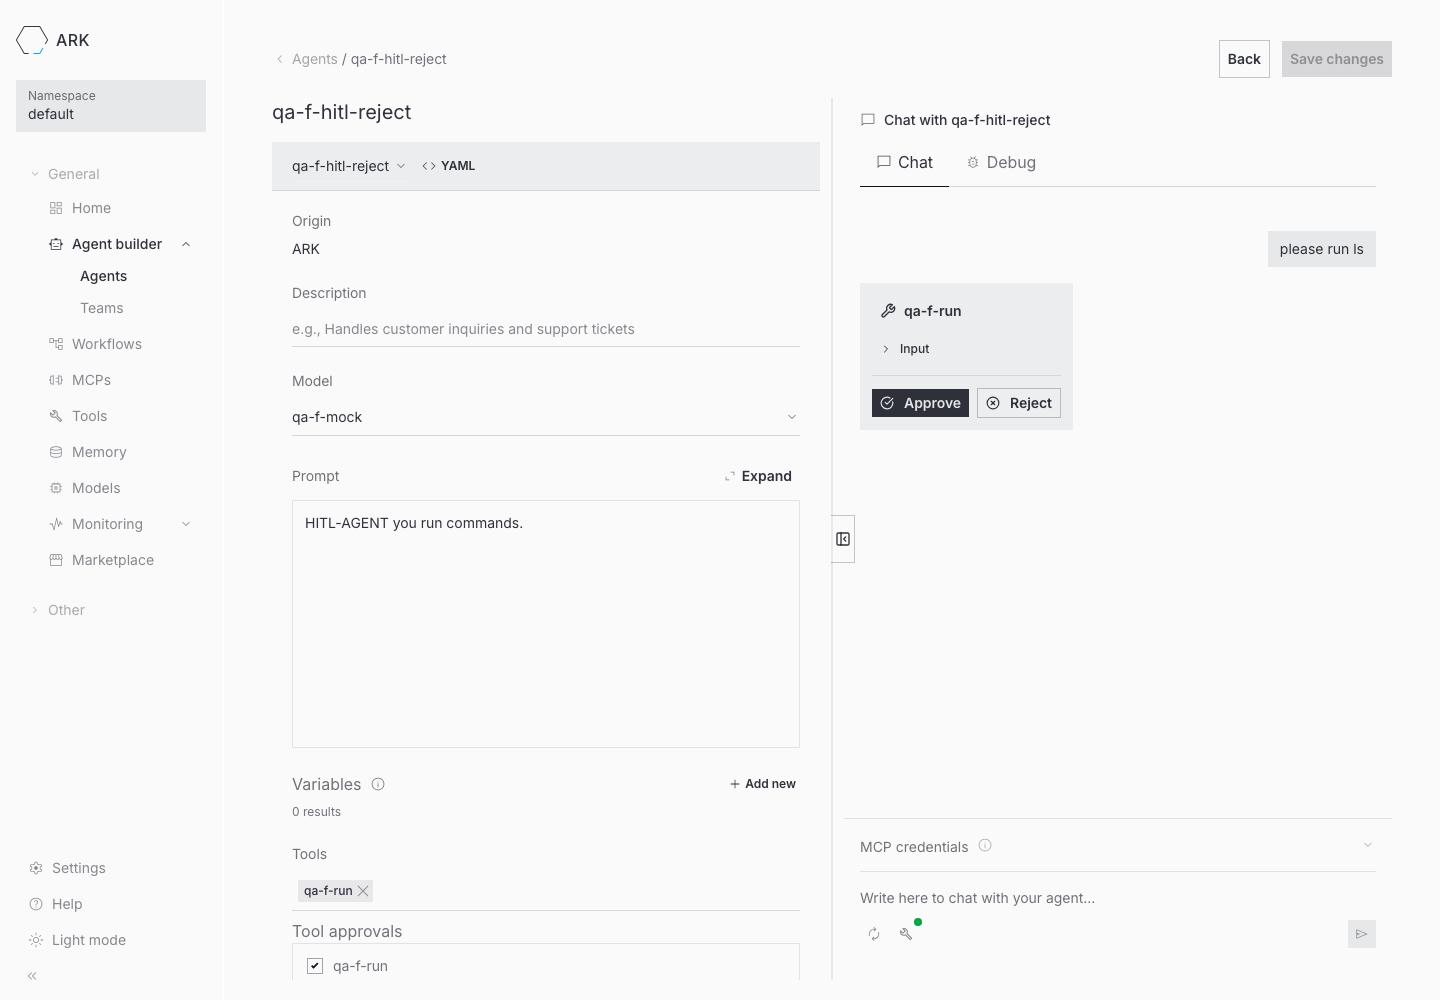 ARK
Namespace
default
General
Home
Agent builder
Agents
Teams
Workflows
MCPs
Tools
Memory
Models
Monitoring
Marketplace
Other
Settings
Help
Light mode
Agents / qa-f-hitl-reject
Back
Save changes
qa-f-hitl-reject
qa-f-hitl-reject
YAML
Origin
ARK
Description
e.g., Handles customer inquiries and support tickets
Model
qa-f-mock
Prompt
Expand
HITL-AGENT you run commands.
Variables
Add new
0 results
Tools
qa-f-run
Tool approvals
qa-f-run
Chat with qa-f-hitl-reject
Chat
Debug
please run ls
qa-f-run
Input
Approve
Reject
MCP credentials
Write here to chat with your agent...